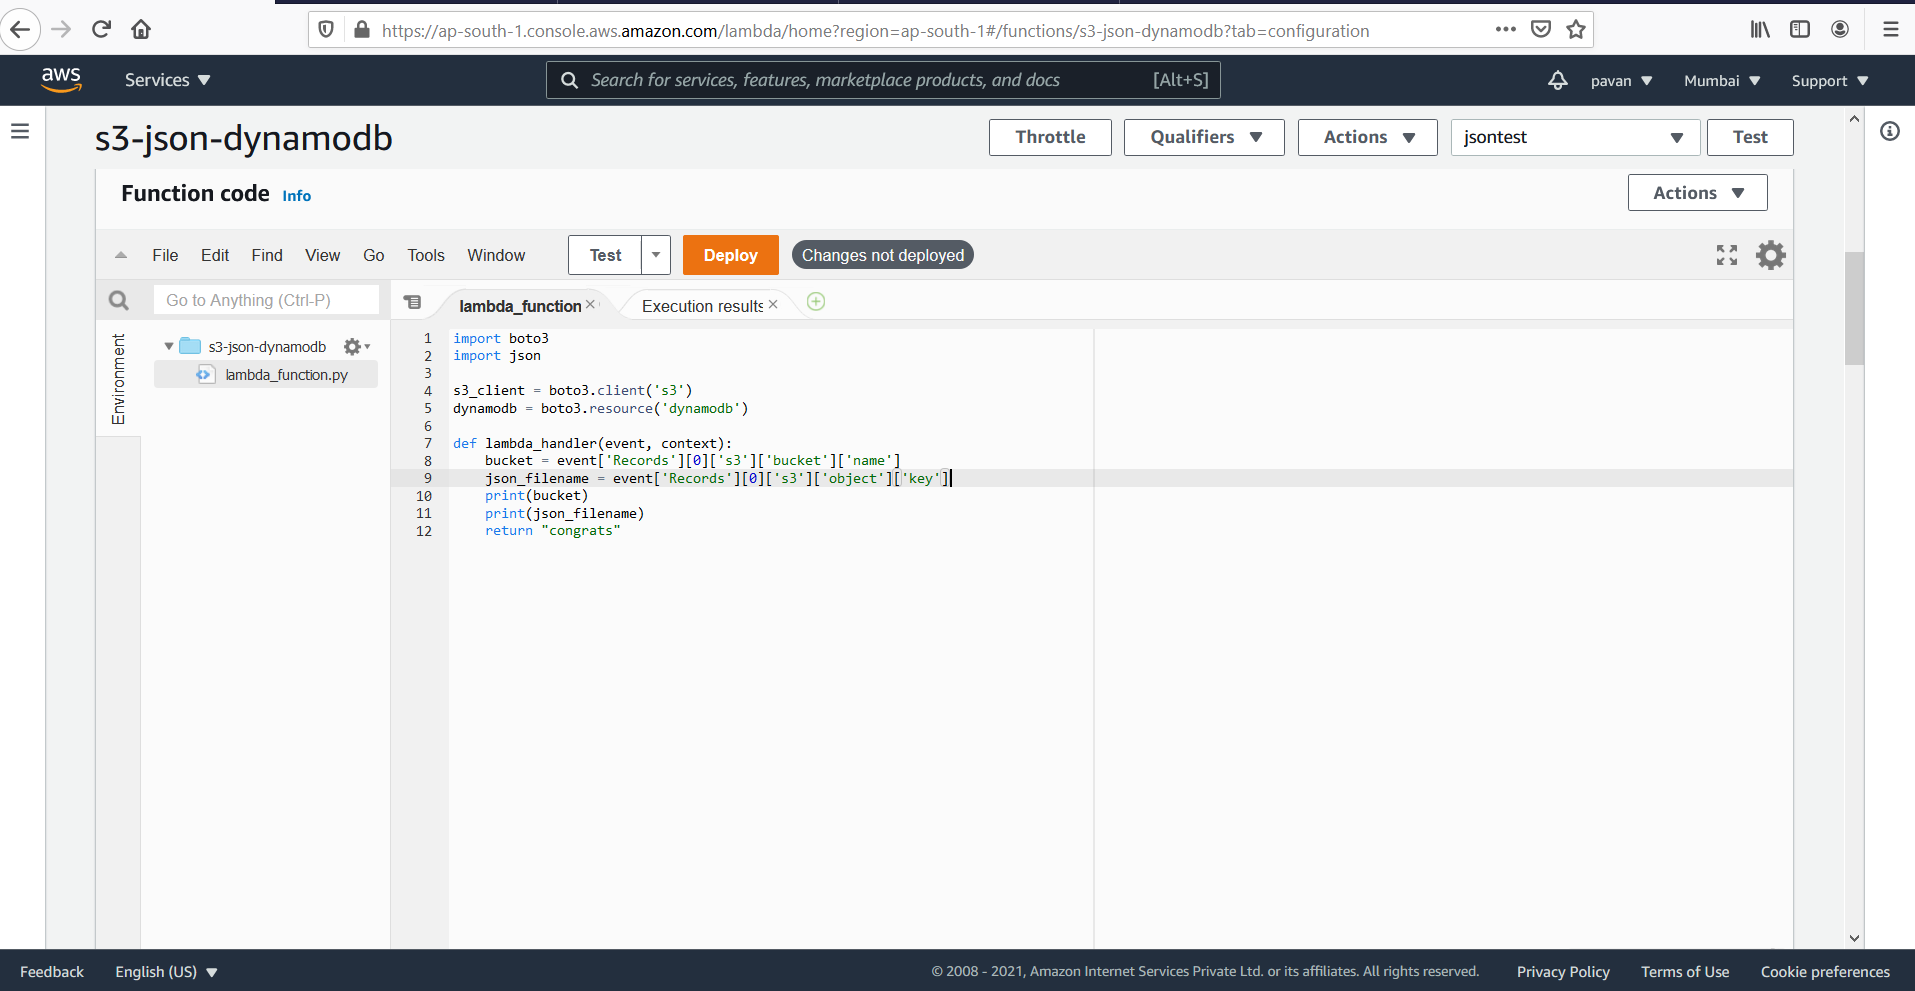 https://ap-south-1.console.aws.amazon.com/lambda/home?region=ap-south-1#/functions/s3-json-dynamodb?tab=configuration
aws Services Search for services, features, marketplace products, and docs [Alt+S] pavan Mumbai Support
s3-json-dynamodb Throttle Qualifiers Actions jsontest Test
Function code Info Actions
File Edit Find View Go Tools Window Test Deploy Changes not deployed
Go to Anything (Ctrl-P) lambda_function Execution results
Environment
s3-json-dynamodb
lambda_function.py
1 import boto3
2 import json
3
4 s3_client = boto3.client('s3')
5 dynamodb = boto3.resource('dynamodb')
6
7 def lambda_handler(event, context):
8 bucket = event['Records'][0]['s3']['bucket']['name']
9 json_filename = event['Records'][0]['s3']['object']['key']
10 print(bucket)
11 print(json_filename)
12 return "congrats"
Feedback English (US) © 2008 - 2021, Amazon Internet Services Private Ltd. or its affiliates. All rights reserved. Privacy Policy Terms of Use Cookie preferences